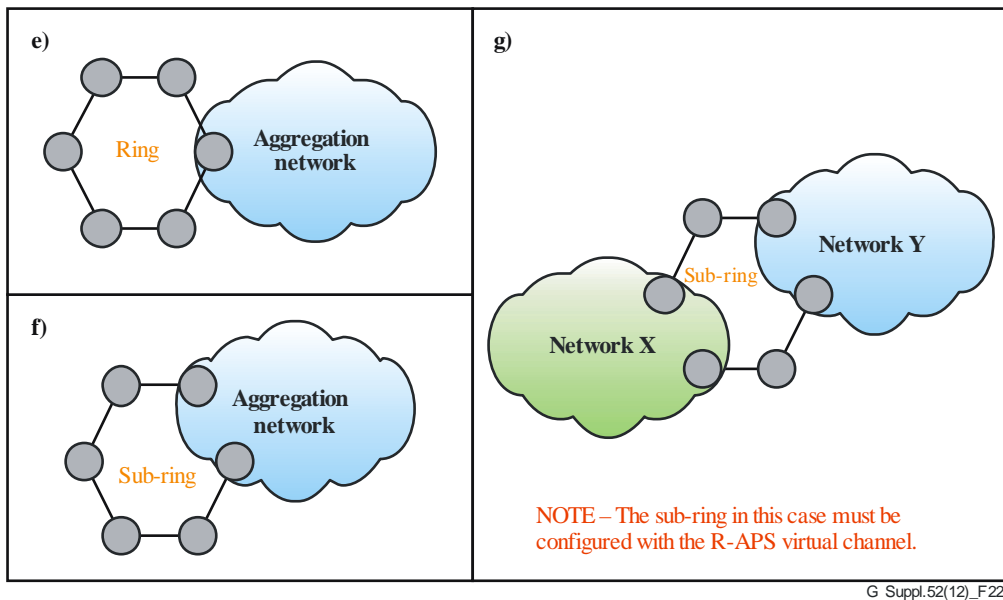 e)
Ring
Aggregation
network
f)
Aggregation
network
Sub-ring
g)
Network Y
Sub-ring
Network X
NOTE – The sub-ring in this case must be
configured with the R-APS virtual channel.
G Suppl.52(12)_F22